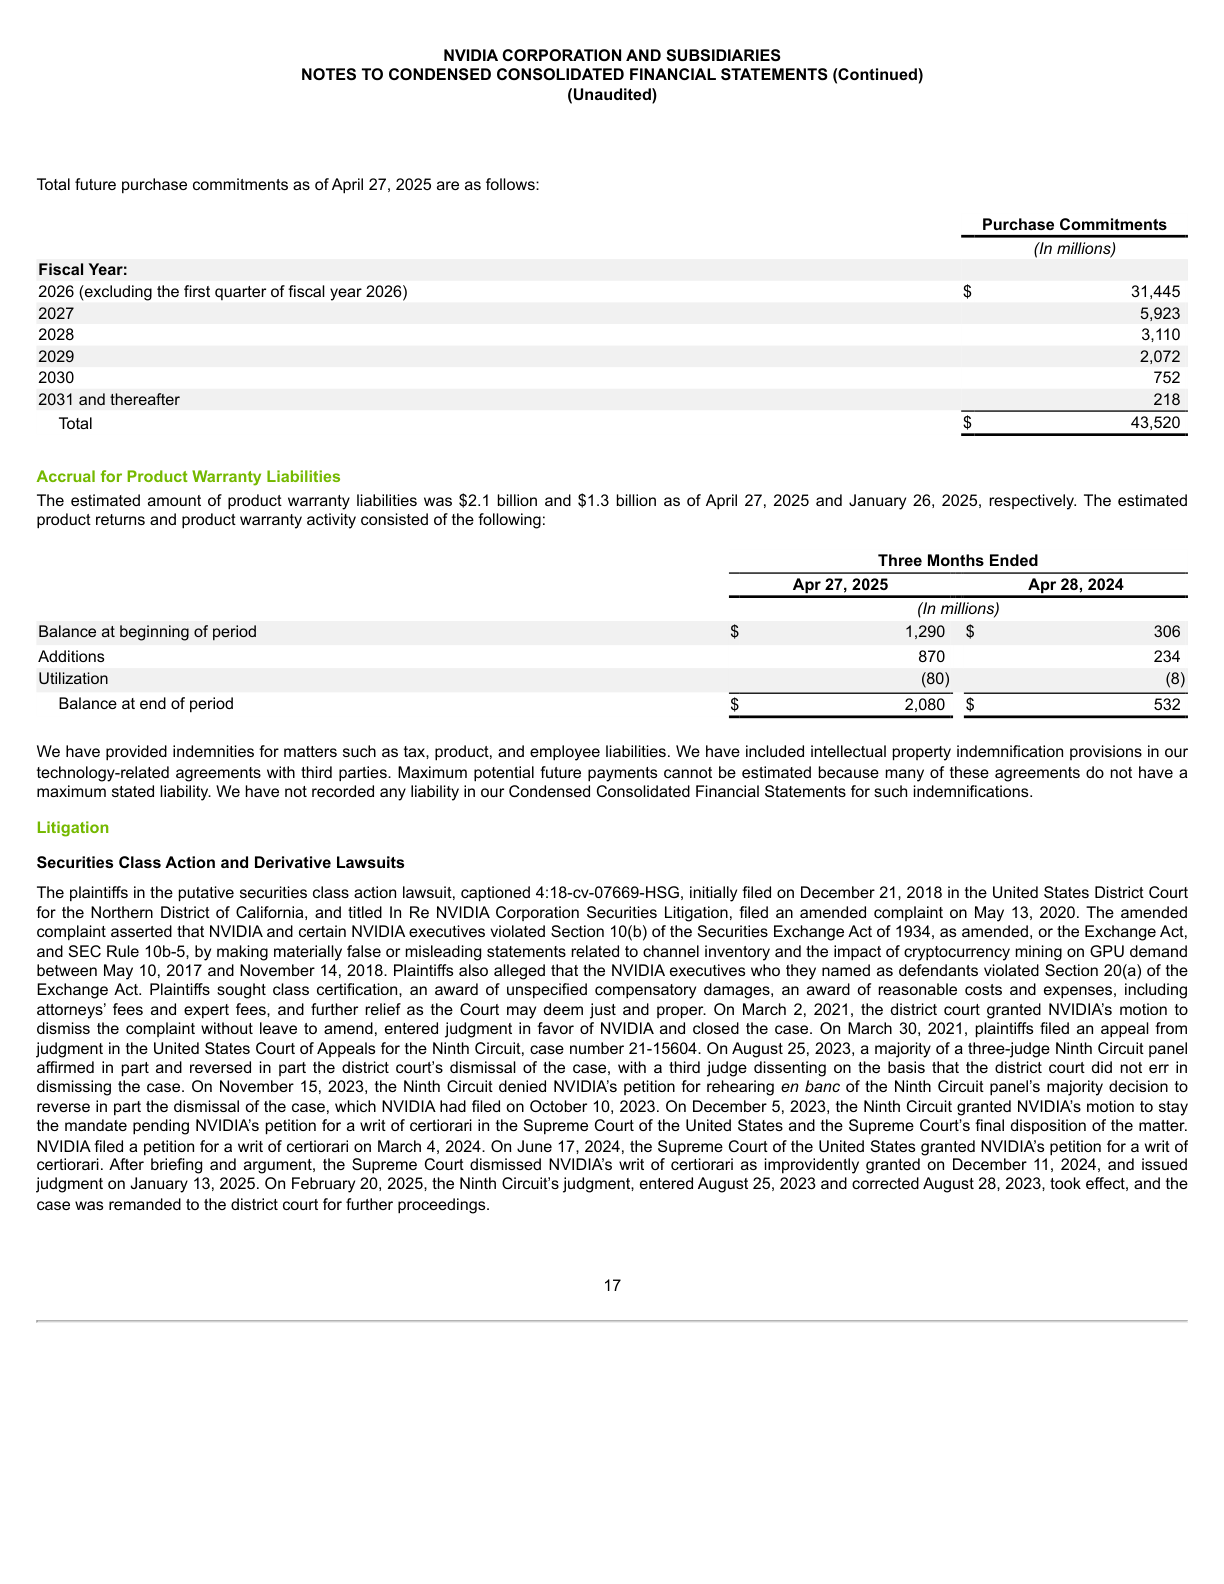 NVIDIA CORPORATION AND SUBSIDIARIES
NOTES TO CONDENSED CONSOLIDATED FINANCIAL STATEMENTS (Continued)
(Unaudited)
Total future purchase commitments as of April 27, 2025 are as follows:
Purchase Commitments
(In millions)
Fiscal Year:
2026 (excluding the first quarter of fiscal year 2026) $ 31,445
2027 5,923
2028 3,110
2029 2,072
2030 752
2031 and thereafter 218
Total $ 43,520
Accrual for Product Warranty Liabilities
The estimated amount of product warranty liabilities was $2.1 billion and $1.3 billion as of April 27, 2025 and January 26, 2025, respectively. The estimated
product returns and product warranty activity consisted of the following:
Three Months Ended
Apr 27, 2025 Apr 28, 2024
(In millions)
Balance at beginning of period $ 1,290 $ 306
Additions 870 234
Utilization (80) (8)
Balance at end of period $ 2,080 $ 532
We have provided indemnities for matters such as tax, product, and employee liabilities. We have included intellectual property indemnification provisions in our
technology-related agreements with third parties. Maximum potential future payments cannot be estimated because many of these agreements do not have a
maximum stated liability. We have not recorded any liability in our Condensed Consolidated Financial Statements for such indemnifications.
Litigation
Securities Class Action and Derivative Lawsuits
The plaintiffs in the putative securities class action lawsuit, captioned 4:18-cv-07669-HSG, initially filed on December 21, 2018 in the United States District Court
for the Northern District of California, and titled In Re NVIDIA Corporation Securities Litigation, filed an amended complaint on May 13, 2020. The amended
complaint asserted that NVIDIA and certain NVIDIA executives violated Section 10(b) of the Securities Exchange Act of 1934, as amended, or the Exchange Act,
and SEC Rule 10b-5, by making materially false or misleading statements related to channel inventory and the impact of cryptocurrency mining on GPU demand
between May 10, 2017 and November 14, 2018. Plaintiffs also alleged that the NVIDIA executives who they named as defendants violated Section 20(a) of the
Exchange Act. Plaintiffs sought class certification, an award of unspecified compensatory damages, an award of reasonable costs and expenses, including
attorneys’ fees and expert fees, and further relief as the Court may deem just and proper. On March 2, 2021, the district court granted NVIDIA’s motion to
dismiss the complaint without leave to amend, entered judgment in favor of NVIDIA and closed the case. On March 30, 2021, plaintiffs filed an appeal from
judgment in the United States Court of Appeals for the Ninth Circuit, case number 21-15604. On August 25, 2023, a majority of a three-judge Ninth Circuit panel
affirmed in part and reversed in part the district court’s dismissal of the case, with a third judge dissenting on the basis that the district court did not err in
dismissing the case. On November 15, 2023, the Ninth Circuit denied NVIDIA’s petition for rehearing en banc of the Ninth Circuit panel’s majority decision to
reverse in part the dismissal of the case, which NVIDIA had filed on October 10, 2023. On December 5, 2023, the Ninth Circuit granted NVIDIA’s motion to stay
the mandate pending NVIDIA’s petition for a writ of certiorari in the Supreme Court of the United States and the Supreme Court’s final disposition of the matter.
NVIDIA filed a petition for a writ of certiorari on March 4, 2024. On June 17, 2024, the Supreme Court of the United States granted NVIDIA’s petition for a writ of
certiorari. After briefing and argument, the Supreme Court dismissed NVIDIA’s writ of certiorari as improvidently granted on December 11, 2024, and issued
judgment on January 13, 2025. On February 20, 2025, the Ninth Circuit’s judgment, entered August 25, 2023 and corrected August 28, 2023, took effect, and the
case was remanded to the district court for further proceedings.
17